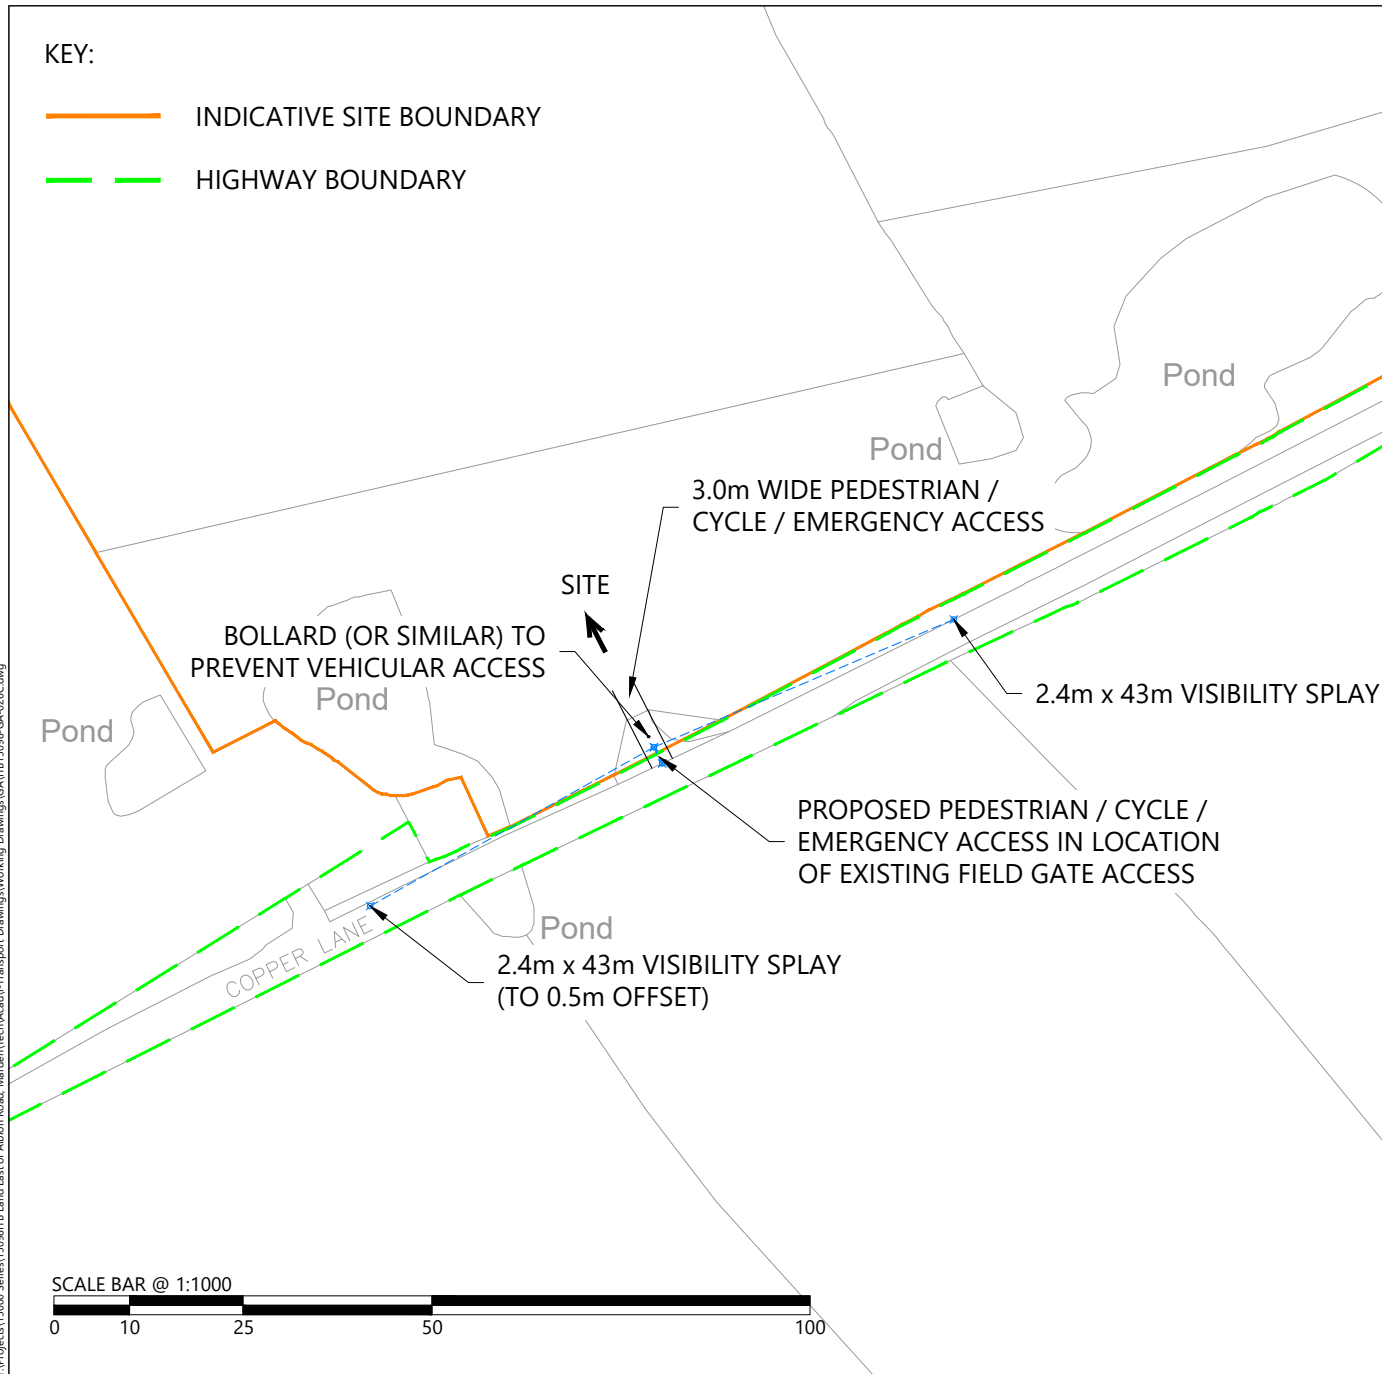 KEY:
INDICATIVE SITE BOUNDARY
HIGHWAY BOUNDARY
Pond
Pond
3.0m WIDE PEDESTRIAN /
CYCLE / EMERGENCY ACCESS
SITE
BOLLARD (OR SIMILAR) TO
PREVENT VEHICULAR ACCESS
Pond
Pond
2.4m x 43m VISIBILITY SPLAY
PROPOSED PEDESTRIAN / CYCLE /
EMERGENCY ACCESS IN LOCATION
OF EXISTING FIELD GATE ACCESS
Pond
COPPER LANE
2.4m x 43m VISIBILITY SPLAY
(TO 0.5m OFFSET)
SCALE BAR @ 1:1000
0 10 25 50 100